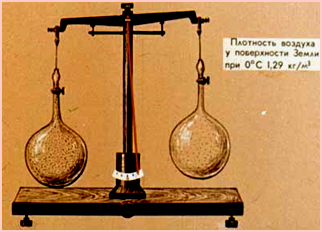 Плотность воздуха
у поверхности Земли
при 0°С 1,29 кг/м³